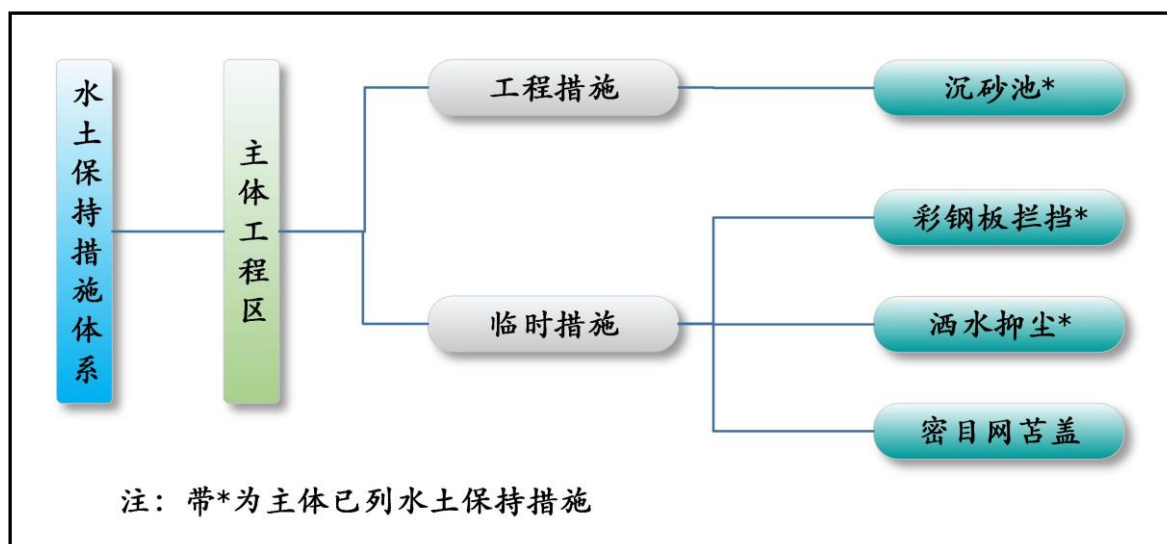 水土保持措施体系
主体工程区
工程措施
沉砂池*
临时措施
彩钢板拦挡*
洒水抑尘*
密目网苫盖
注：带*为主体已列水土保持措施